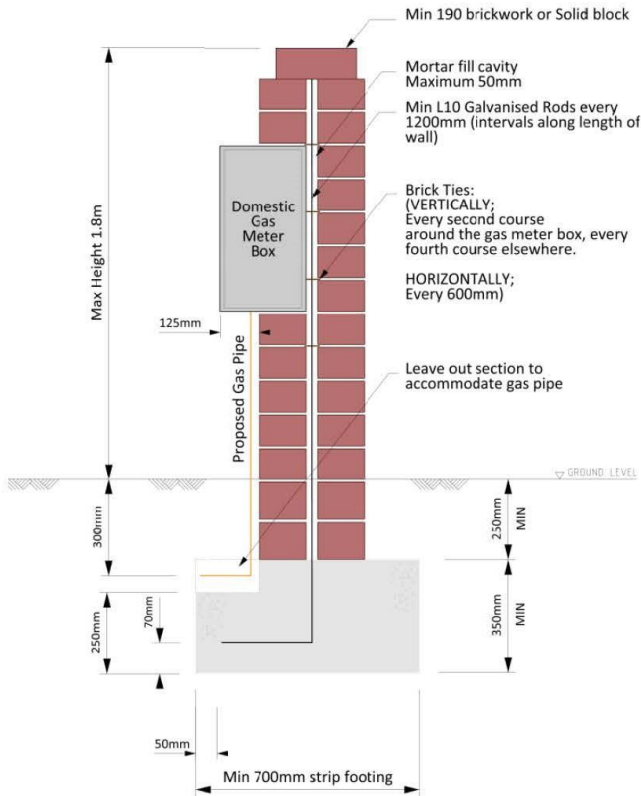 Min 190 brickwork or Solid block
Mortar fill cavity
Maximum 50mm
Min L10 Galvanised Rods every
1200mm (intervals along length of
wall)
Brick Ties:
(VERTICALLY;
Every second course
around the gas meter box, every
fourth course elsewhere.
HORIZONTALLY;
Every 600mm)
Domestic
Gas
Meter
Box
Max Height 1.8m
125mm
Proposed Gas Pipe
Leave out section to
accommodate gas pipe
GROUND LEVEL
300mm
250mm
MIN
250mm
70mm
350mm
MIN
50mm
Min 700mm strip footing